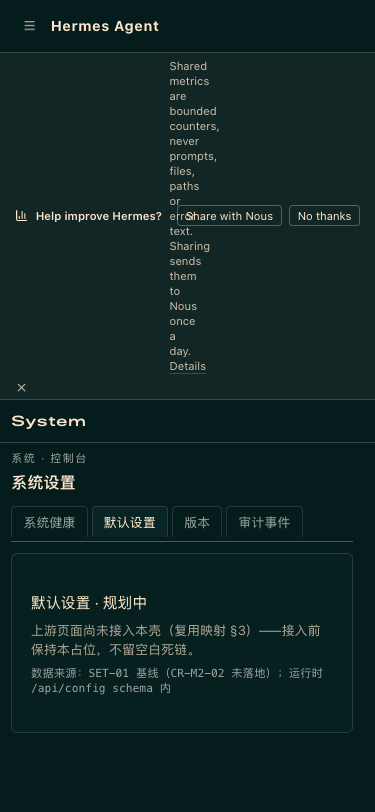 Hermes Agent
Help improve Hermes?
Shared
metrics
are
bounded
counters,
never
prompts,
files,
paths
or
error
text.
Sharing
sends
them
to
Nous
once
a
day.
Details
Share with Nous
No thanks
System
系统 · 控制台
系统设置
系统健康
默认设置
版本
审计事件
默认设置 · 规划中
上游页面尚未接入本壳（复用映射 §3）——接入前
保持本占位，不留空白死链。
数据来源: SET-01 基线 (CR-M2-02 未落地) ; 运行时
/api/config schema 内